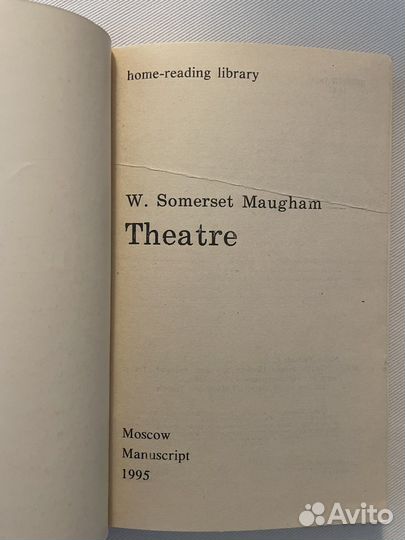 home-reading library
W. Somerset Maugham
Theatre
Moscow
Manuscript
1995
Avito